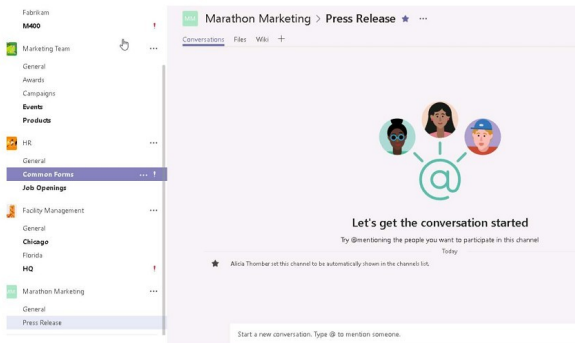 Fabrikam
M400
Marketing Team
General
Awards
Campaigns
Events
Products
HR
General
Common Forms
Job Openings
Facility Management
General
Chicago
Florida
HQ
Marathon Marketing
General
Press Release
MM Marathon Marketing > Press Release
Conversations Files Wiki +
@
Let's get the conversation started
Try @mentioning the people you want to participate in this channel
Today
Alicia Thornber set this channel to be automatically shown in the channels list.
Start a new conversation. Type @ to mention someone.